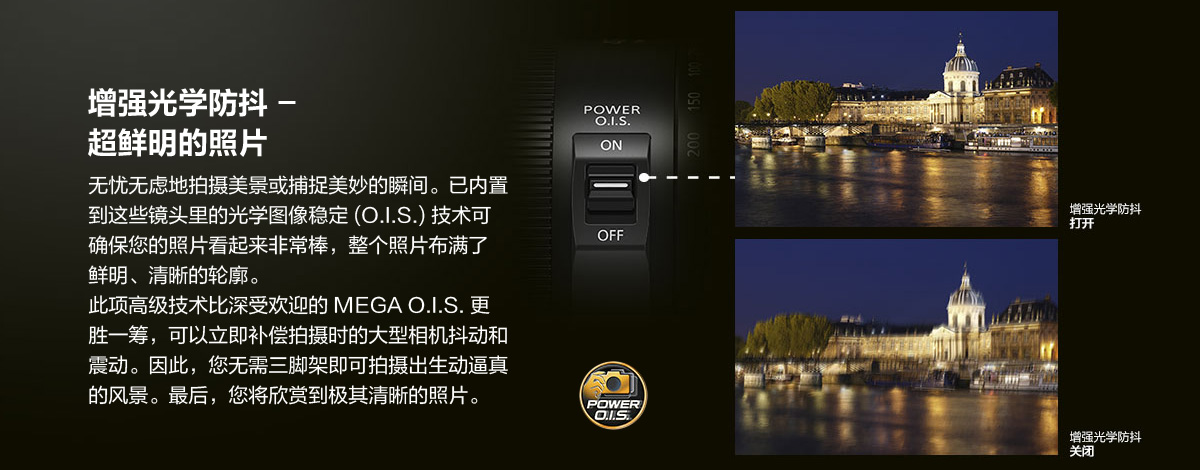 增强光学防抖 –
超鲜明的照片
无忧无虑地拍摄美景或捕捉美妙的瞬间。已内置
到这些镜头里的光学图像稳定 (O.I.S.) 技术可
确保您的照片看起来非常棒，整个照片布满了
鲜明、清晰的轮廓。
此项高级技术比深受欢迎的 MEGA O.I.S. 更
胜一筹，可以立即补偿拍摄时的大型相机抖动和
震动。因此，您无需三脚架即可拍摄出生动逼真
的风景。最后，您将欣赏到极其清晰的照片。
POWER
O.I.S.
ON
OFF
100
150
200
POWER
O.I.S.
增强光学防抖
打开
增强光学防抖
关闭